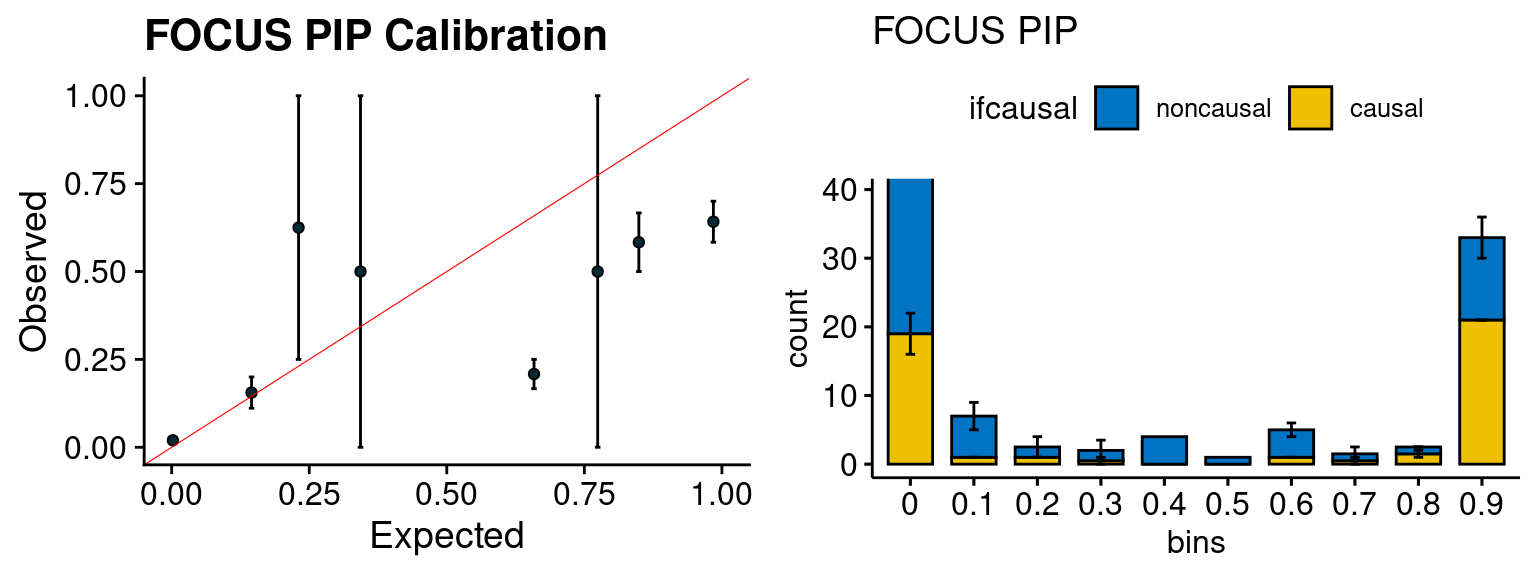 FOCUS PIP Calibration
Observed
1.00
0.75
0.50
0.25
0.00
0.00 0.25 0.50 0.75 1.00
Expected
FOCUS PIP
ifcausal noncausal causal
count
40
30
20
10
0
0 0.1 0.2 0.3 0.4 0.5 0.6 0.7 0.8 0.9
bins